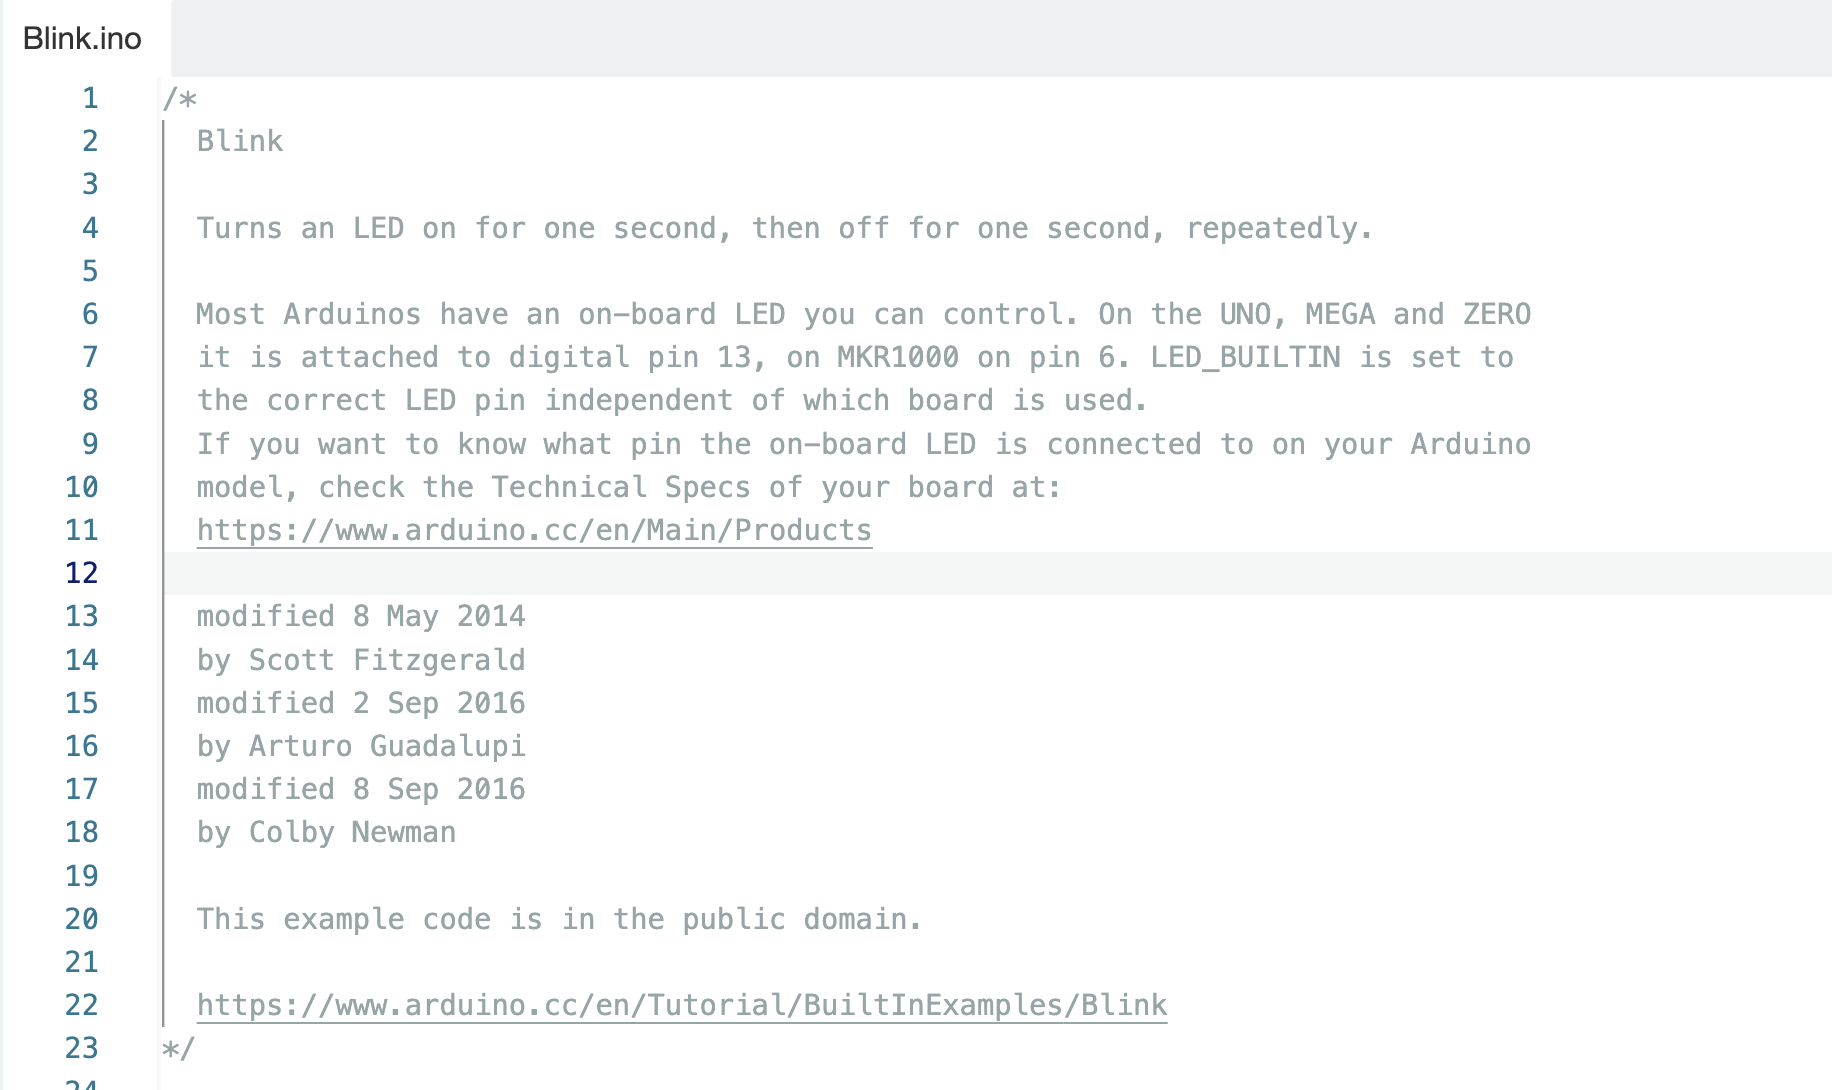 Blink.ino
1 /*
2 Blink
3
4 Turns an LED on for one second, then off for one second, repeatedly.
5
6 Most Arduinos have an on-board LED you can control. On the UNO, MEGA and ZERO
7 it is attached to digital pin 13, on MKR1000 on pin 6. LED_BUILTIN is set to
8 the correct LED pin independent of which board is used.
9 If you want to know what pin the on-board LED is connected to on your Arduino
10 model, check the Technical Specs of your board at:
11 https://www.arduino.cc/en/Main/Products
12
13 modified 8 May 2014
14 by Scott Fitzgerald
15 modified 2 Sep 2016
16 by Arturo Guadalupi
17 modified 8 Sep 2016
18 by Colby Newman
19
20 This example code is in the public domain.
21
22 https://www.arduino.cc/en/Tutorial/BuiltInExamples/Blink
23 */
24